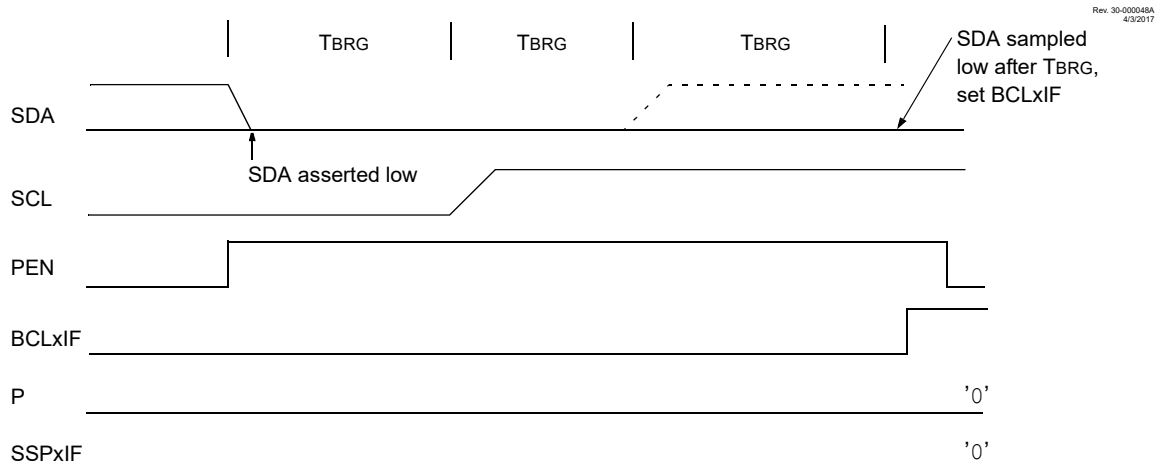 Rev. 30-000048A
4/3/2017
TBRG TBRG TBRG
SDA sampled
low after TBRG,
set BCLxIF
SDA
SDA asserted low
SCL
PEN
BCLxIF
P '0'
SSPxIF '0'